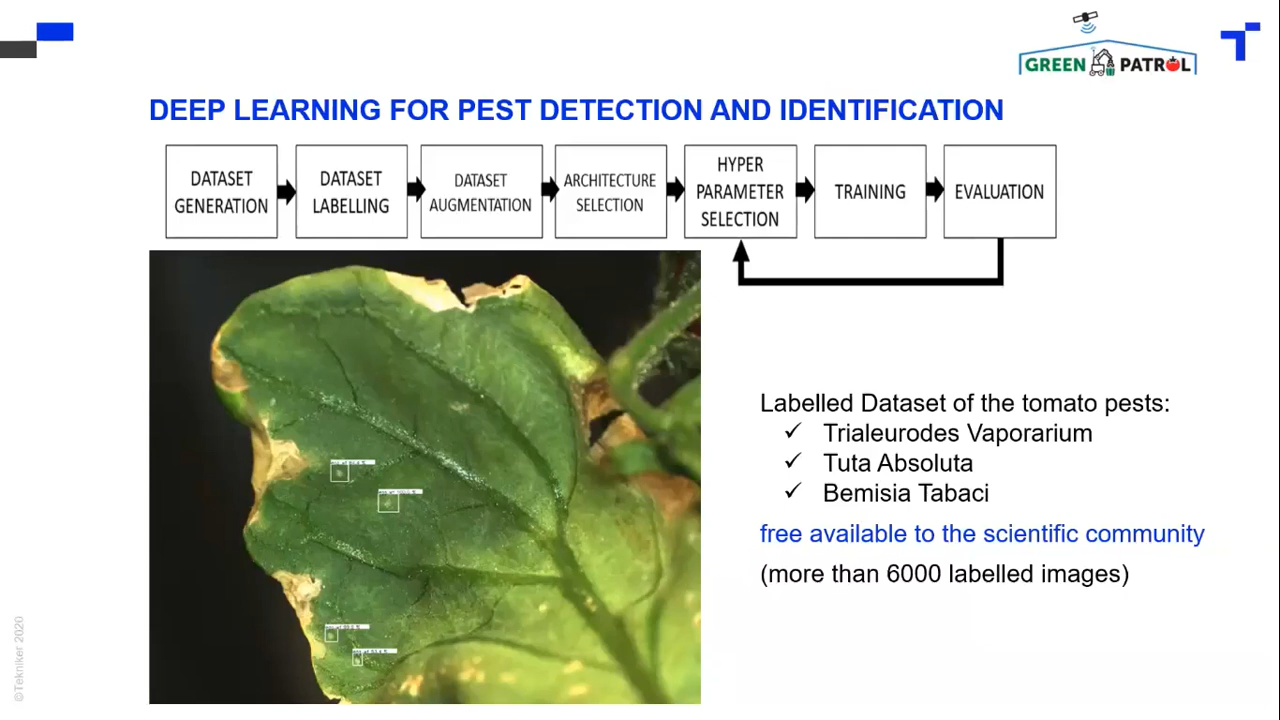 GREEN PATROL
DEEP LEARNING FOR PEST DETECTION AND IDENTIFICATION
DATASET
GENERATION
DATASET
LABELLING
DATASET
AUGMENTATION
ARCHITECTURE
SELECTION
HYPER
PARAMETER
SELECTION
TRAINING
EVALUATION
Labelled Dataset of the tomato pests:
✓ Trialeurodes Vaporarium
✓ Tuta Absoluta
✓ Bemisia Tabaci
free available to the scientific community
(more than 6000 labelled images)
©Tekniker 2020